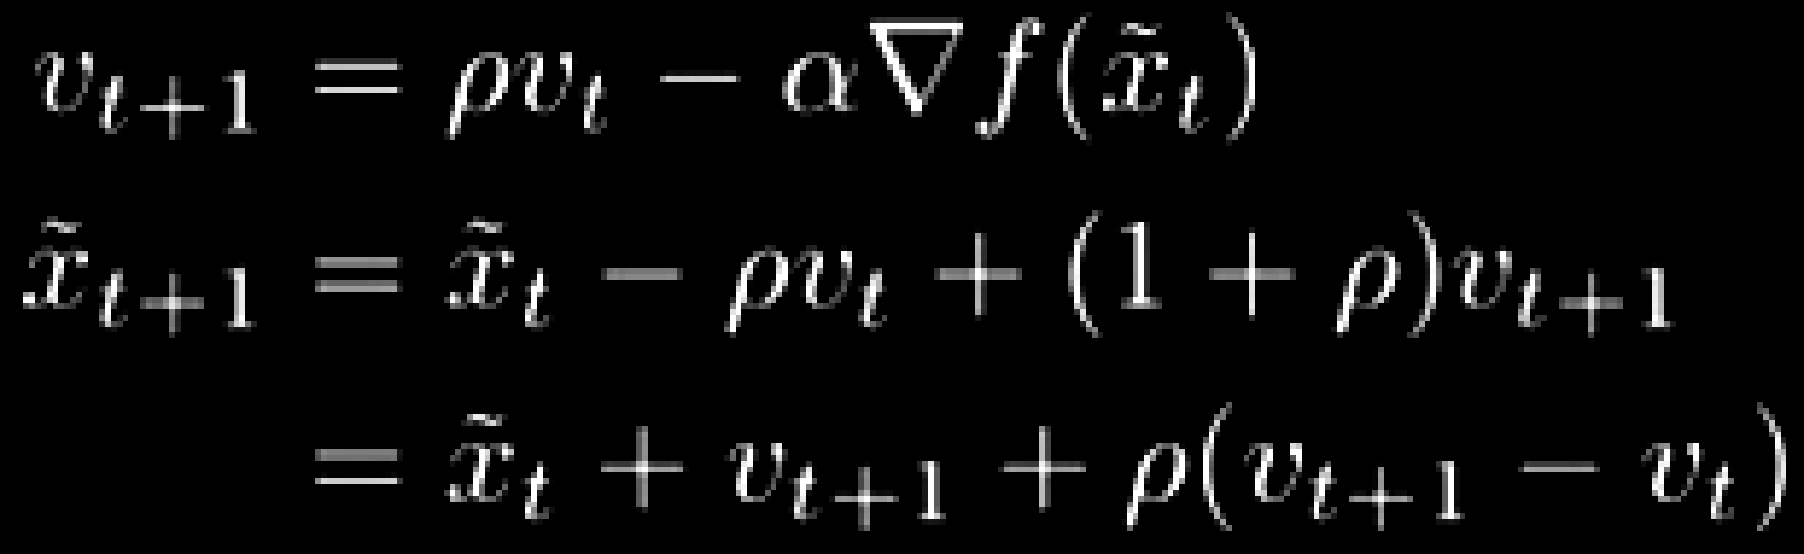 v_{t+1} = ρv_t − α∇f(x̃_t)
x̃_{t+1} = x̃_t − ρv_t + (1 + ρ)v_{t+1}
= x̃_t + v_{t+1} + ρ(v_{t+1} − v_t)